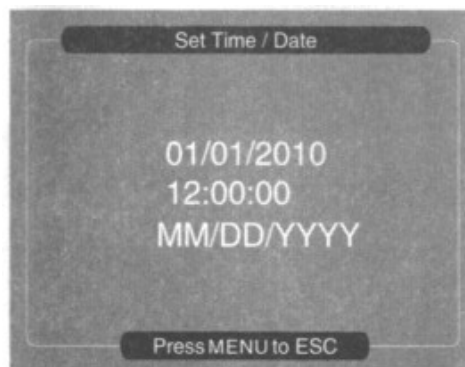 Set Time / Date
01/01/2010
12:00:00
MM/DD/YYYY
Press MENU to ESC